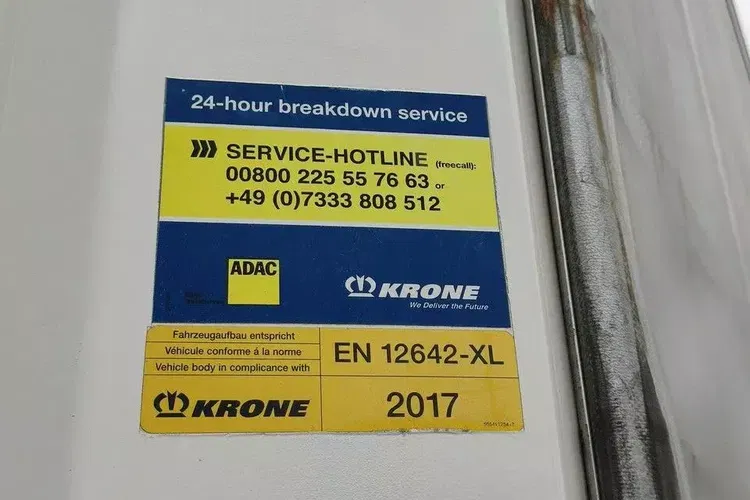 24-hour breakdown service
SERVICE-HOTLINE (freecall):
00800 225 55 76 63 or
+49 (0)7333 808 512
ADAC
KRONE
We Deliver the Future
Fahrzeugaufbau entspricht
Véhicule conforme á la norme
Vehicle body in complicance with
EN 12642-XL
KRONE
2017